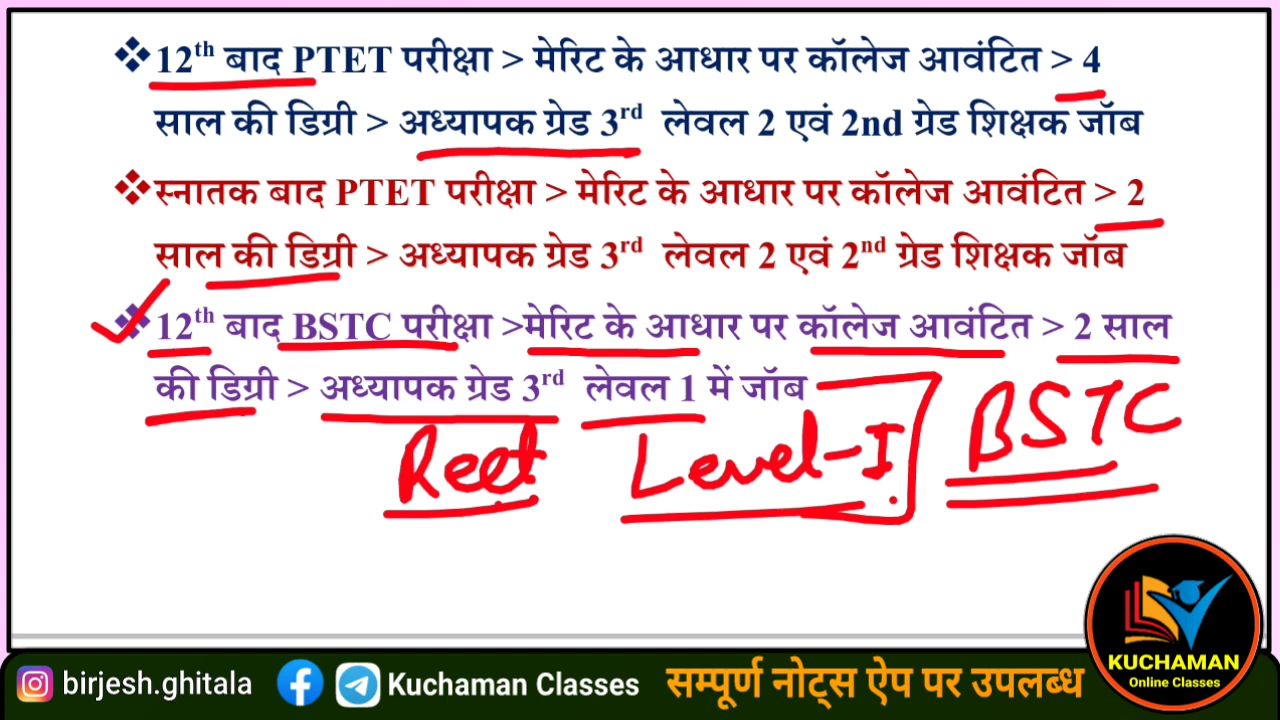 ❖12th बाद PTET परीक्षा > मेरिट के आधार पर कॉलेज आवंटित > 4
साल की डिग्री > अध्यापक ग्रेड 3rd लेवल 2 एवं 2nd ग्रेड शिक्षक जॉब
❖स्नातक बाद PTET परीक्षा > मेरिट के आधार पर कॉलेज आवंटित > 2
साल की डिग्री > अध्यापक ग्रेड 3rd लेवल 2 एवं 2nd ग्रेड शिक्षक जॉब
❖12th बाद BSTC परीक्षा >मेरिट के आधार पर कॉलेज आवंटित > 2 साल
की डिग्री > अध्यापक ग्रेड 3rd लेवल 1 में जॉब
Reet Level-I BSTC
birjesh.ghitala Kuchaman Classes सम्पूर्ण नोट्स ऐप पर उपलब्ध
KUCHAMAN
Online Classes